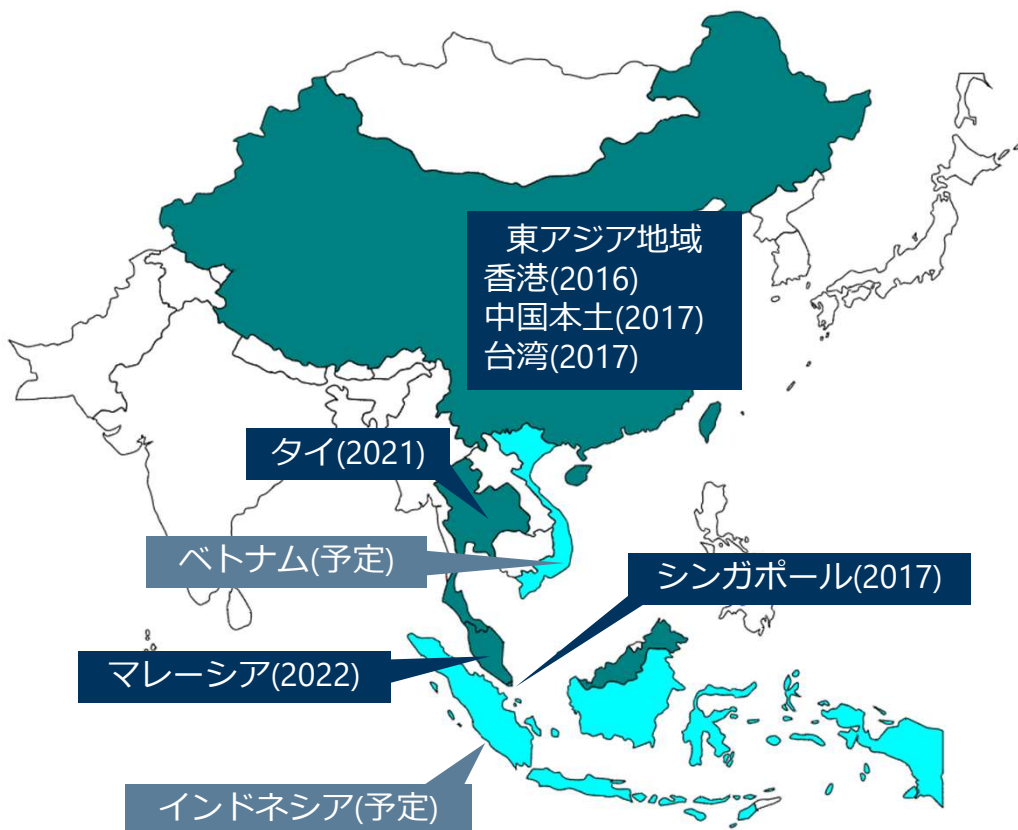 東アジア地域
香港(2016)
中国本土(2017)
台湾(2017)
タイ(2021)
ベトナム(予定)
シンガポール(2017)
マレーシア(2022)
インドネシア(予定)